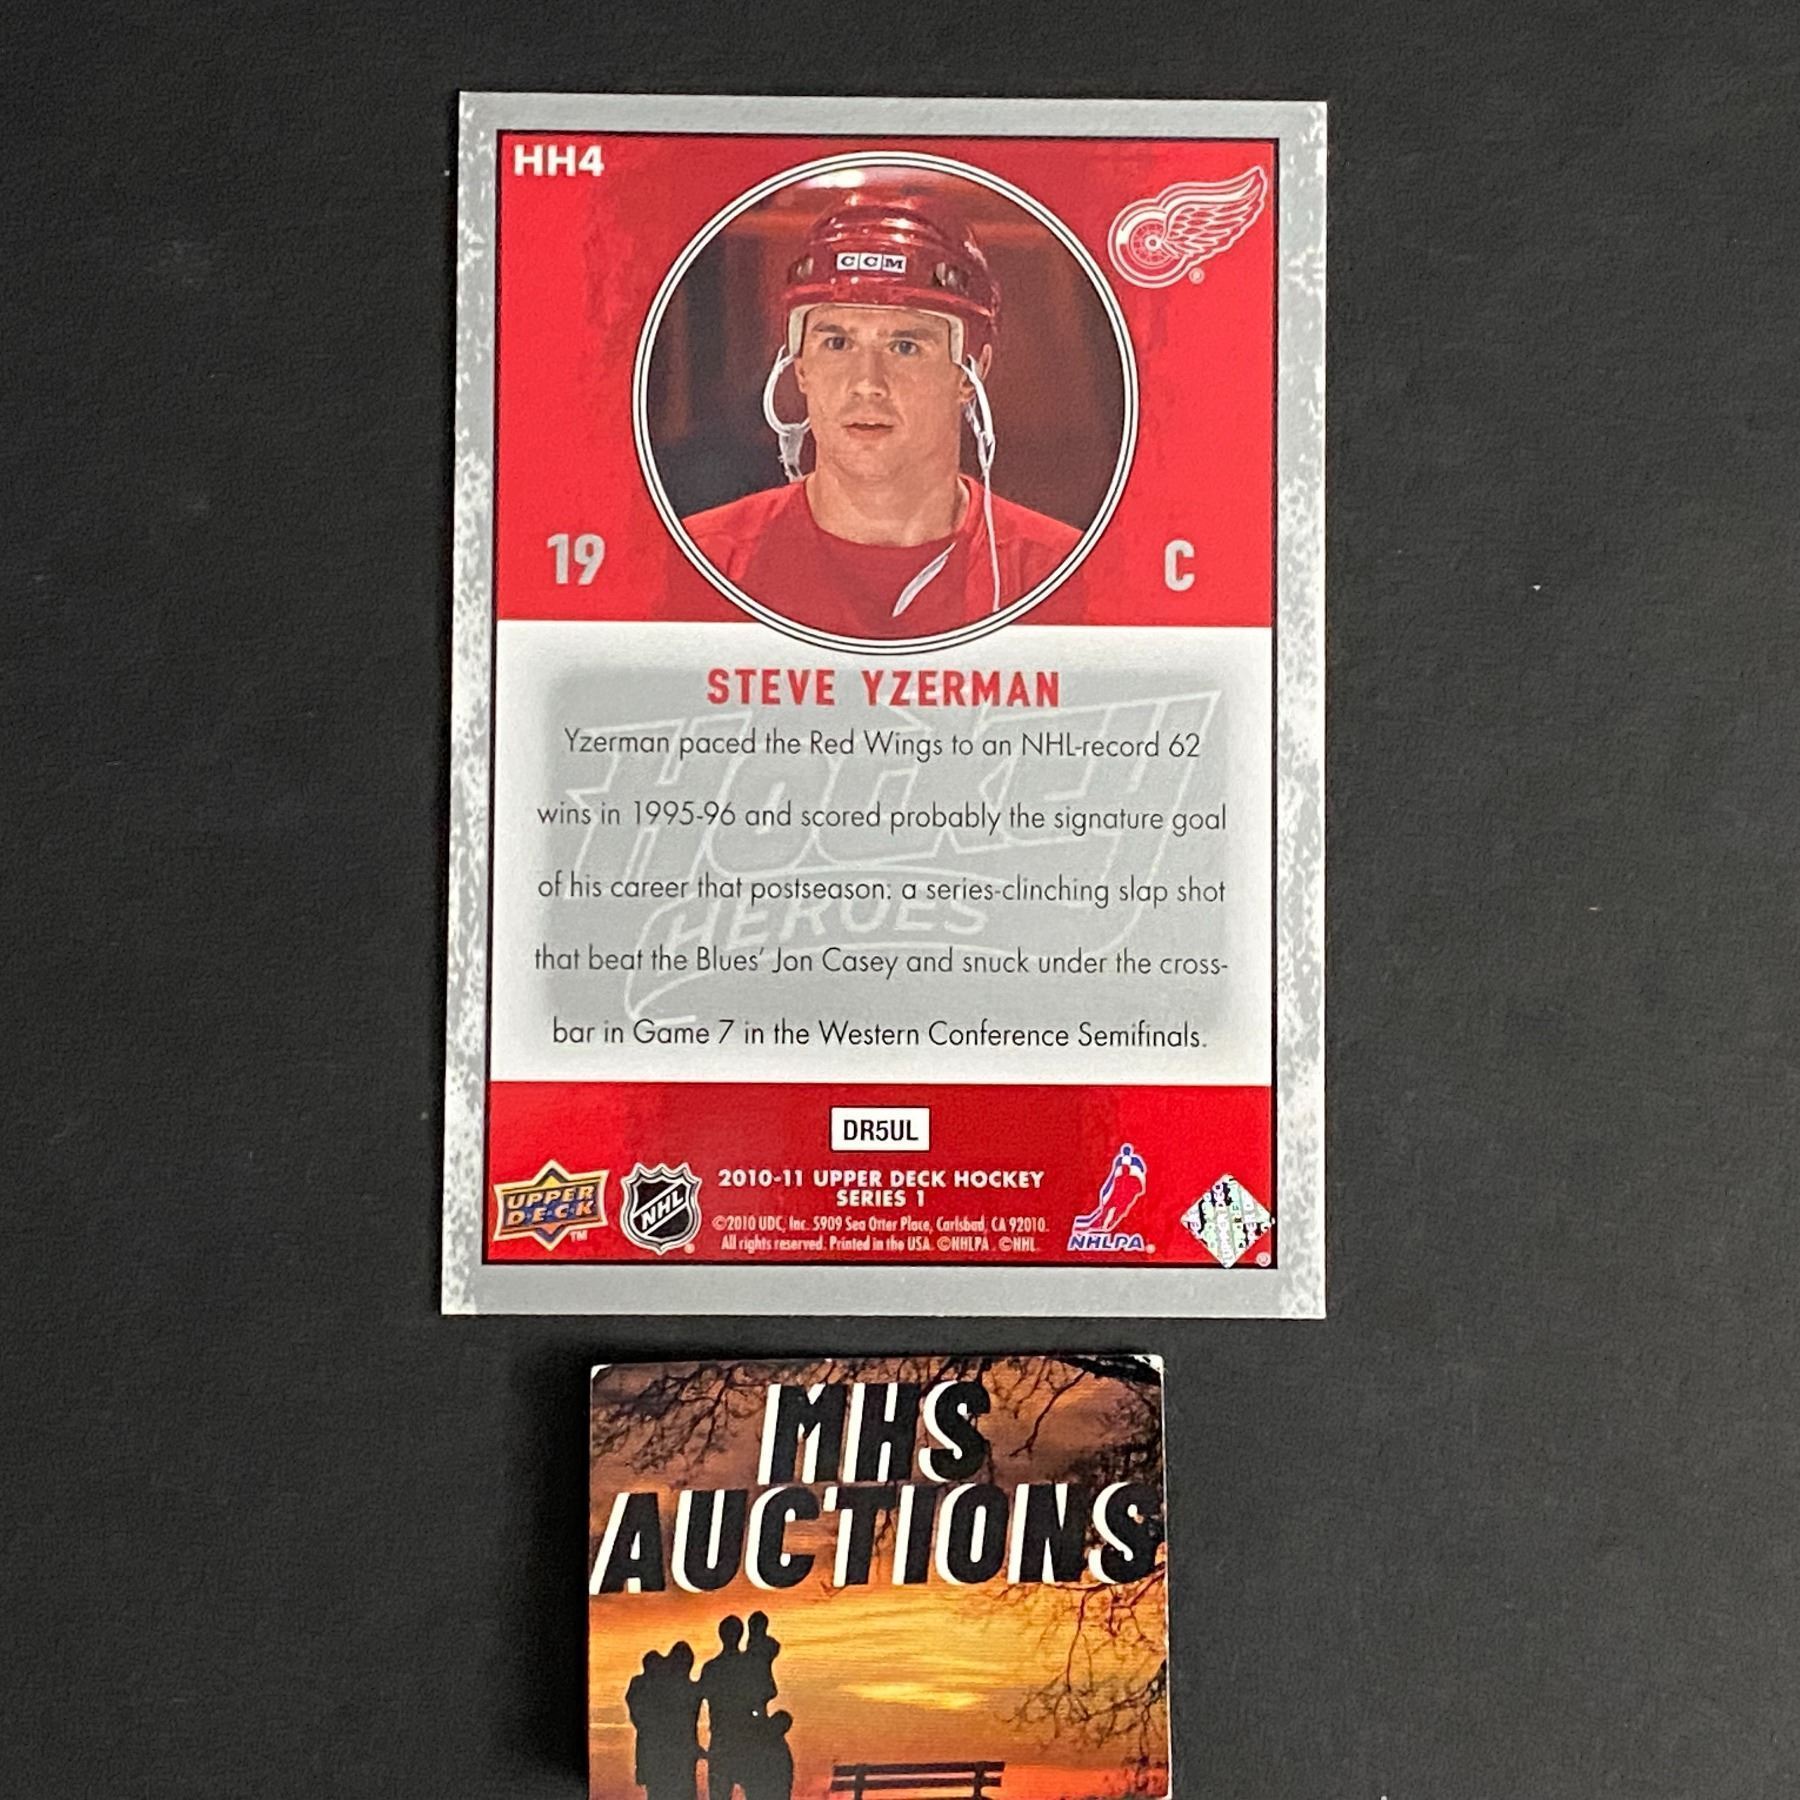 HH4
CCM
19
C
STEVE YZERMAN
Yzerman paced the Red Wings to an NHL-record 62
wins in 1995-96 and scored probably the signature goal
of his career that postseason: a series-clinching slap shot
that beat the Blues' Jon Casey and snuck under the cross-
bar in Game 7 in the Western Conference Semifinals.
HOCKEY
HEROES
DR5UL
UPPER
DECK
TM
NHL
2010-11 UPPER DECK HOCKEY
SERIES 1
©2010 UDC, Inc. 5909 Sea Otter Place, Carlsbad, CA 92010.
All rights reserved. Printed in the USA. ©NHLPA. ©NHL.
NHLPA
MHS
AUCTIONS